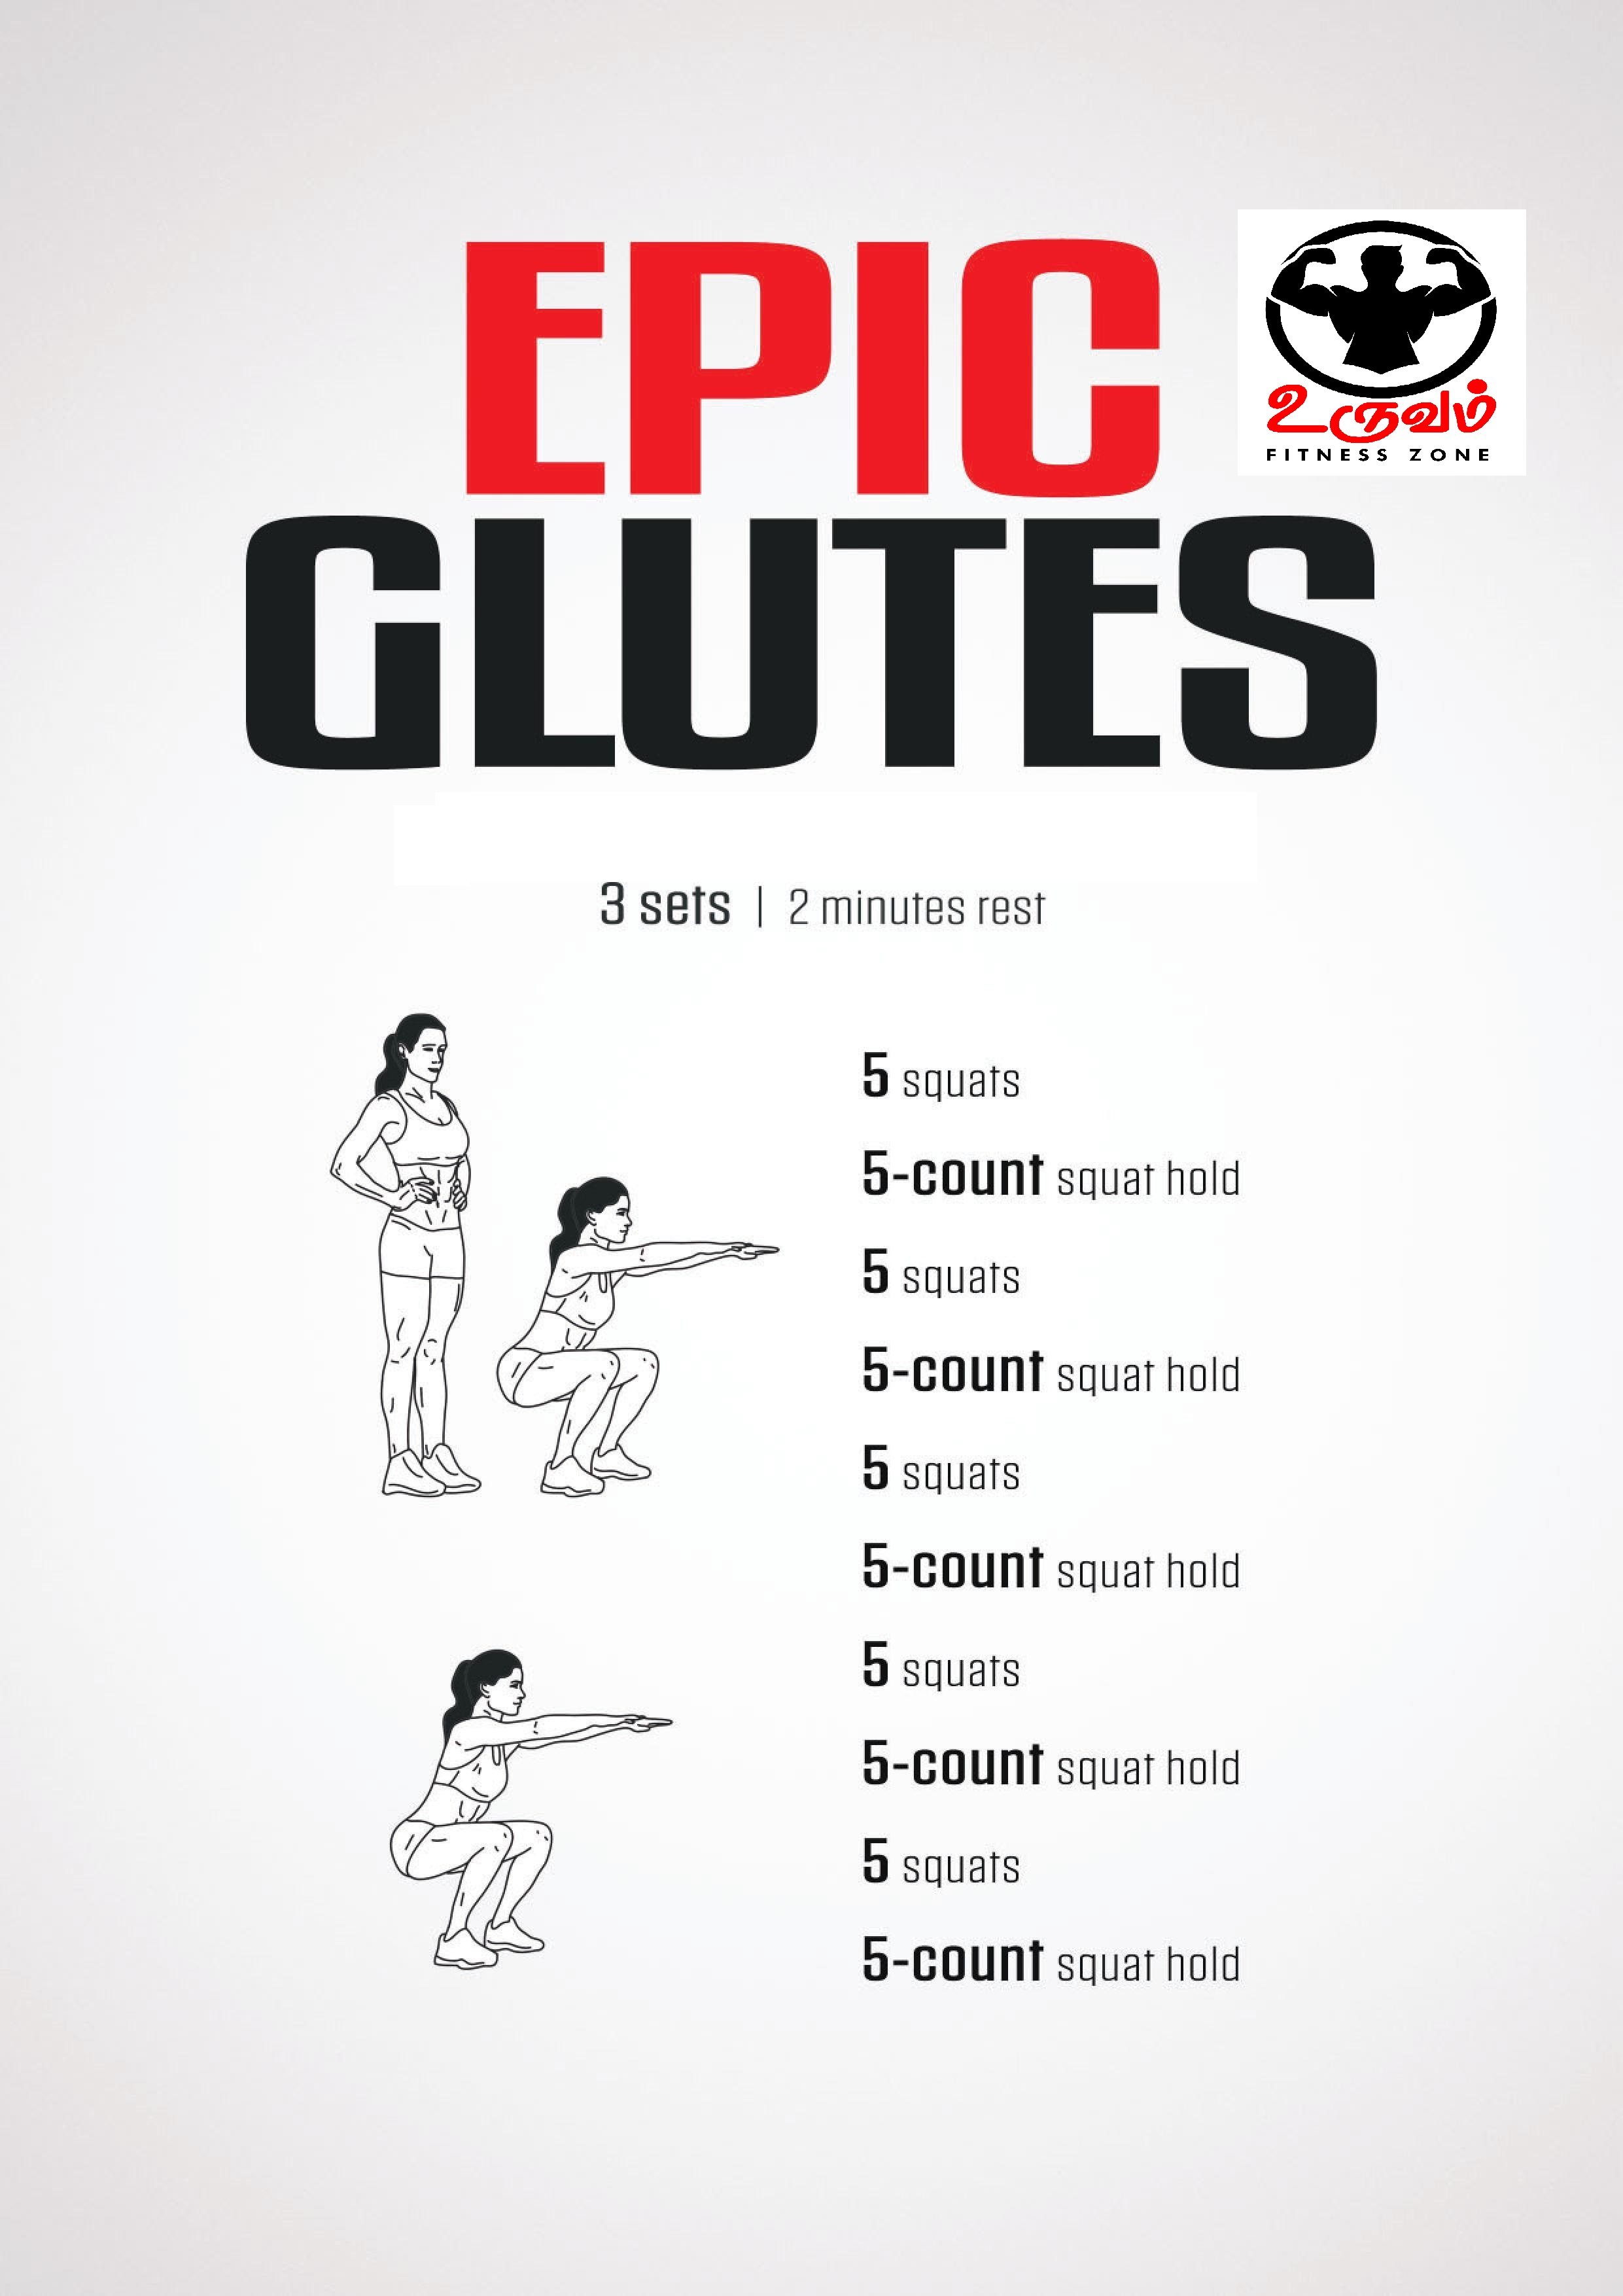 EPIC
உருவம்
FITNESS ZONE
GLUTES
3 sets | 2 minutes rest
5 squats
5-count squat hold
5 squats
5-count squat hold
5 squats
5-count squat hold
5 squats
5-count squat hold
5 squats
5-count squat hold